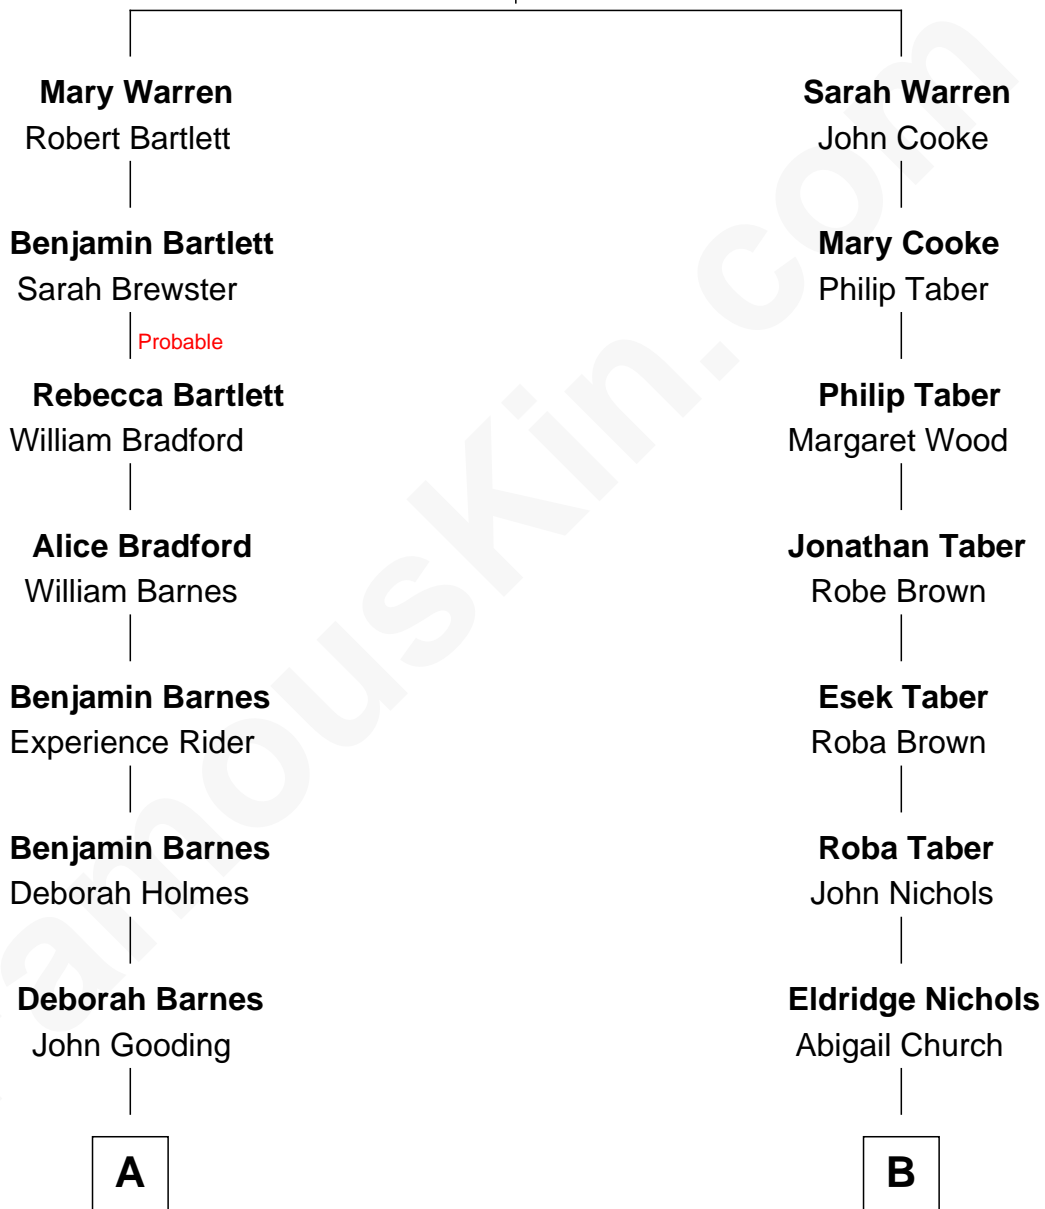 Mary Warren
Robert Bartlett
Benjamin Bartlett
Sarah Brewster
Probable
Rebecca Bartlett
William Bradford
Alice Bradford
William Barnes
Benjamin Barnes
Experience Rider
Benjamin Barnes
Deborah Holmes
Deborah Barnes
John Gooding
A
Sarah Warren
John Cooke
Mary Cooke
Philip Taber
Philip Taber
Margaret Wood
Jonathan Taber
Robe Brown
Esek Taber
Roba Brown
Roba Taber
John Nichols
Eldridge Nichols
Abigail Church
B
amouskin.com